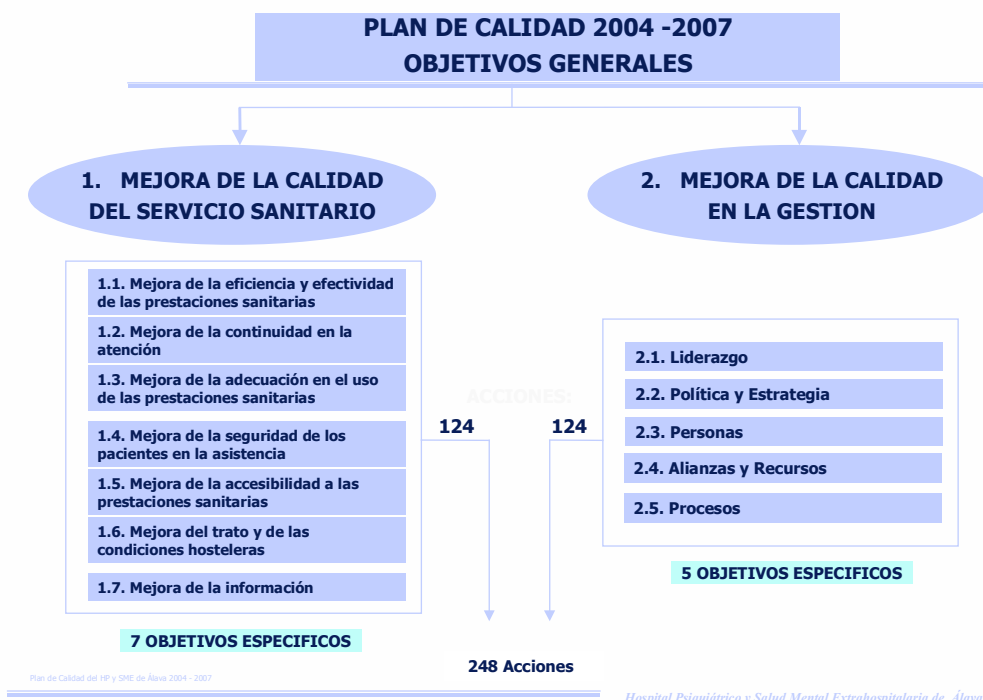 PLAN DE CALIDAD 2004 -2007
OBJETIVOS GENERALES
1. MEJORA DE LA CALIDAD
DEL SERVICIO SANITARIO
2. MEJORA DE LA CALIDAD
EN LA GESTION
1.1. Mejora de la eficiencia y efectividad
de las prestaciones sanitarias
1.2. Mejora de la continuidad en la
atención
1.3. Mejora de la adecuación en el uso
de las prestaciones sanitarias
1.4. Mejora de la seguridad de los
pacientes en la asistencia
1.5. Mejora de la accesibilidad a las
prestaciones sanitarias
1.6. Mejora del trato y de las
condiciones hosteleras
1.7. Mejora de la información
7 OBJETIVOS ESPECIFICOS
ACCIONES:
124
124
2.1. Liderazgo
2.2. Política y Estrategia
2.3. Personas
2.4. Alianzas y Recursos
2.5. Procesos
5 OBJETIVOS ESPECIFICOS
248 Acciones
Plan de Calidad del HP y SME de Álava 2004 - 2007
Hospital Psiquiátrico y Salud Mental Extrahospitalaria de Álava